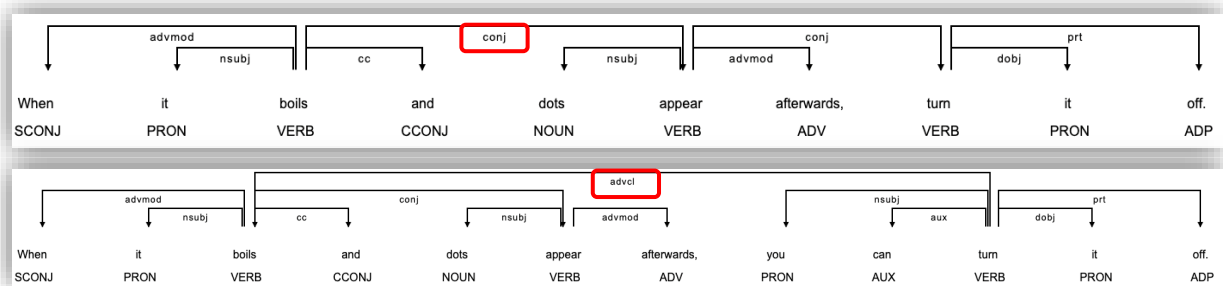 advmod conj conj prt
nsubj cc nsubj advmod dobj
When it boils and dots appear afterwards, turn it off.
SCONJ PRON VERB CCONJ NOUN VERB ADV VERB PRON ADP
advcl
advmod conj nsubj prt
nsubj cc nsubj advmod aux dobj
When it boils and dots appear afterwards, you can turn it off.
SCONJ PRON VERB CCONJ NOUN VERB ADV PRON AUX VERB PRON ADP